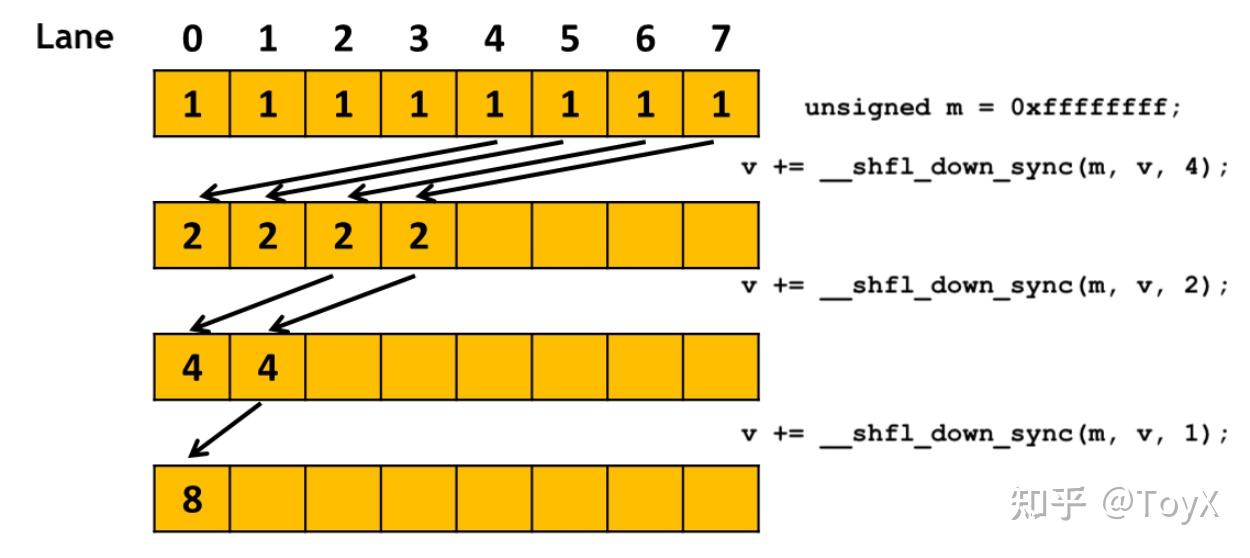 Lane 0 1 2 3 4 5 6 7
1 1 1 1 1 1 1 1
unsigned m = 0xffffffff;
v += __shfl_down_sync(m, v, 4);
2 2 2 2
v += __shfl_down_sync(m, v, 2);
4 4
v += __shfl_down_sync(m, v, 1);
8
知乎 @ToyX